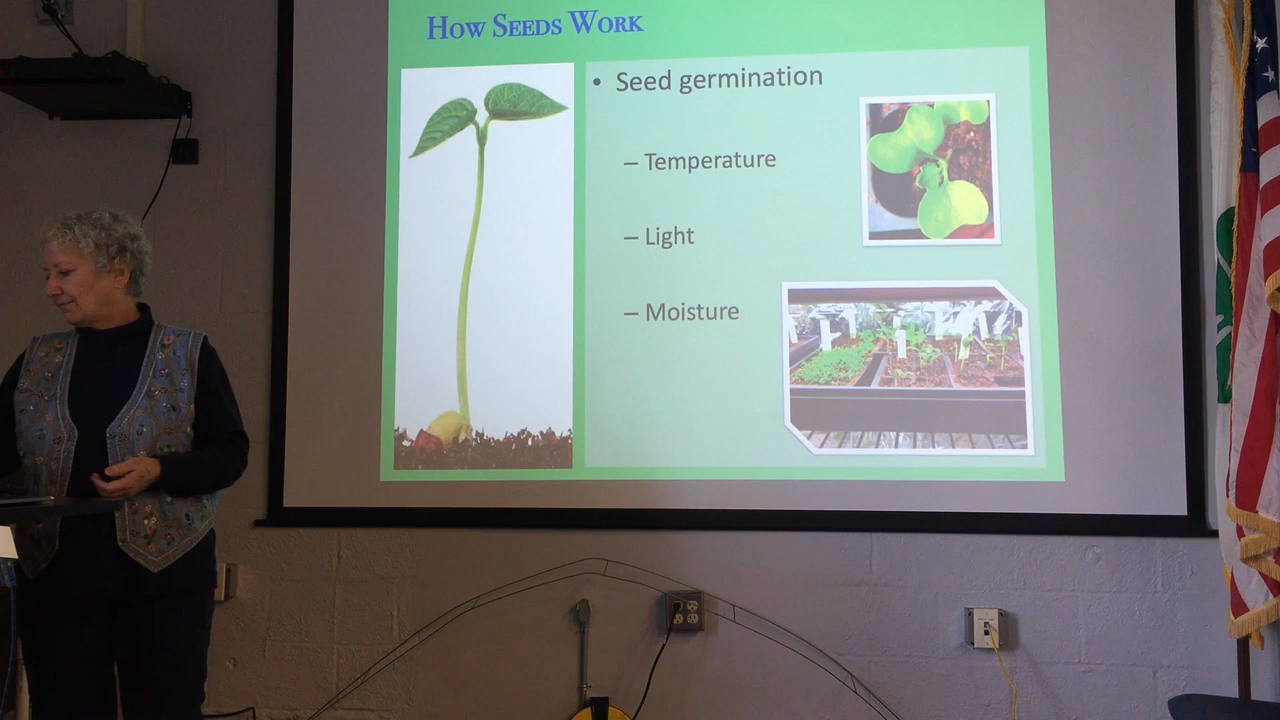 How Seeds Work
• Seed germination
– Temperature
– Light
– Moisture